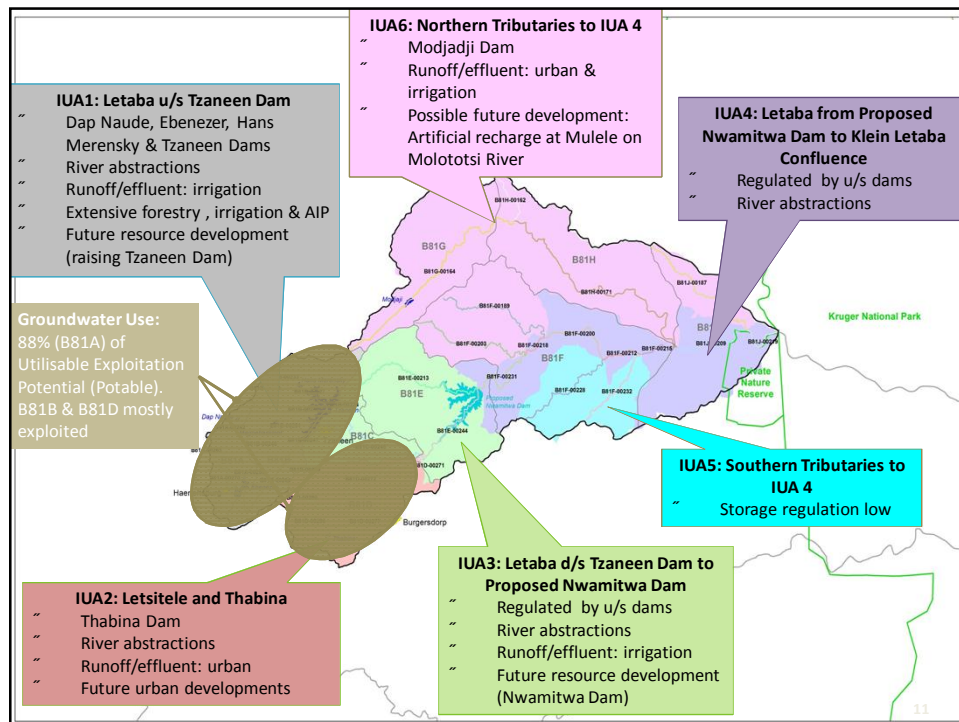 IUA6: Northern Tributaries to IUA 4
˝ Modjadji Dam
˝ Runoff/effluent: urban &
irrigation
˝ Possible future development:
Artificial recharge at Mulele on
Molototsi River
IUA1: Letaba u/s Tzaneen Dam
˝ Dap Naude, Ebenezer, Hans
Merensky & Tzaneen Dams
˝ River abstractions
˝ Runoff/effluent: irrigation
˝ Extensive forestry , irrigation & AIP
˝ Future resource development
(raising Tzaneen Dam)
IUA4: Letaba from Proposed
Nwamitwa Dam to Klein Letaba
Confluence
˝ Regulated by u/s dams
˝ River abstractions
Groundwater Use:
88% (B81A) of
Utilisable Exploitation
Potential (Potable).
B81B & B81D mostly
exploited
B81H-00162
B81G
B81G-00164
B81H
B81H-00171
B81J-00187
Modjaji
B81F-00189
B81F-00200
B81F-00203
B81F-00218
B81F-00212
B81F-00215
B81F
B81F-00231
B81F-00228
B81F-00232
B81E-00213
B81E
Proposed
Nwamitwa Dam
B81E-00244
B81C
Kruger National Park
Private
Nature
Reserve
Burgersdorp
IUA5: Southern Tributaries to
IUA 4
˝ Storage regulation low
IUA3: Letaba d/s Tzaneen Dam to
Proposed Nwamitwa Dam
˝ Regulated by u/s dams
˝ River abstractions
˝ Runoff/effluent: irrigation
˝ Future resource development
(Nwamitwa Dam)
IUA2: Letsitele and Thabina
˝ Thabina Dam
˝ River abstractions
˝ Runoff/effluent: urban
˝ Future urban developments
11